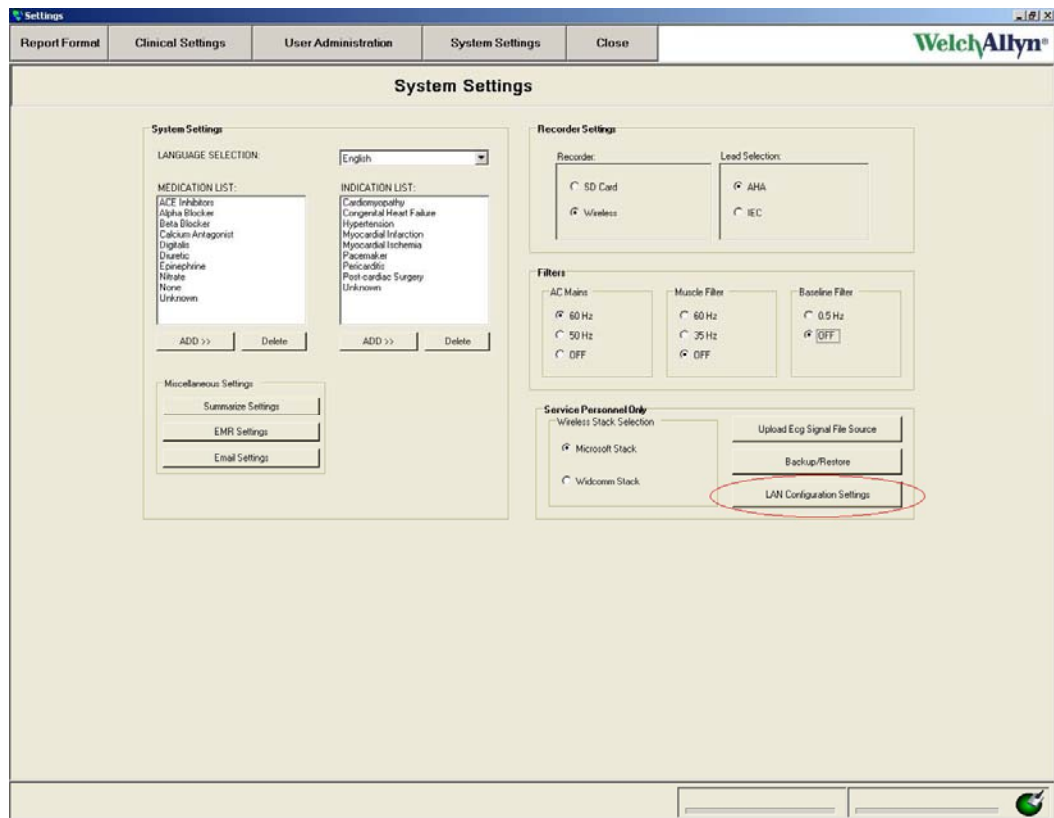 Settings
Report Format
Clinical Settings
User Administration
System Settings
Close
WelchAllyn®
System Settings
System Settings
LANGUAGE SELECTION:
English
MEDICATION LIST:
ACE Inhibitors
Alpha Blocker
Beta Blocker
Calcium Antagonist
Digitalis
Diuretic
Epinephrine
Nitrate
None
Unknown
INDICATION LIST:
Cardiomyopathy
Congenital Heart Failure
Hypertension
Myocardial Infarction
Myocardial Ischemia
Pacemaker
Pericarditis
Post-cardiac Surgery
Unknown
ADD >>
Delete
ADD >>
Delete
Miscellaneous Settings
Summarize Settings
EMR Settings
Email Settings
Recorder Settings
Recorder:
SD Card
Wireless
Lead Selection:
AHA
IEC
Filters
AC Mains
60 Hz
50 Hz
OFF
Muscle Filter
60 Hz
35 Hz
OFF
Baseline Filter
0.5 Hz
OFF
Service Personnel Only
Wireless Stack Selection
Microsoft Stack
Widcomm Stack
Upload Ecg Signal File Source
Backup/Restore
LAN Configuration Settings